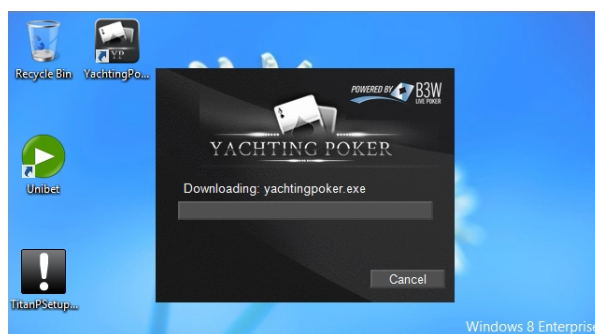 Recycle Bin
YachtingPo...
YP
POWERED BY B3W
LIVE POKER
YACHTING POKER
Downloading: yachtingpoker.exe
Unibet
Cancel
TitanPSetup...
Windows 8 Enterprise